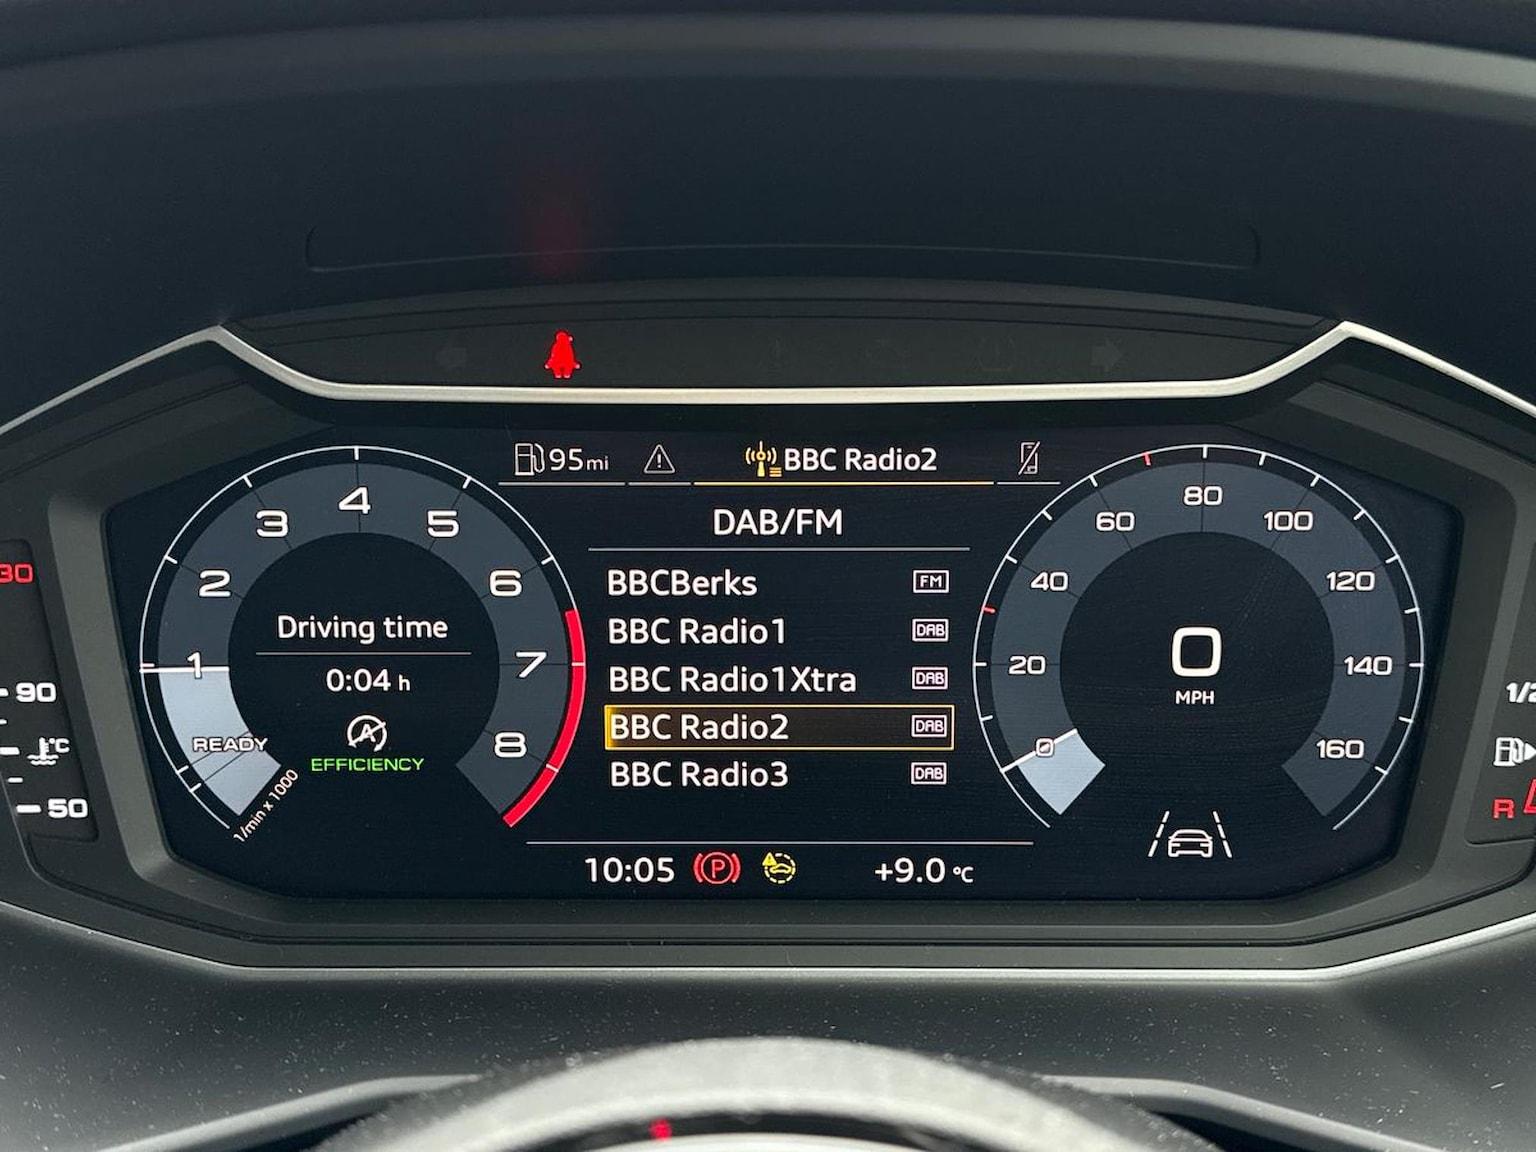 95mi
BBC Radio2
DAB/FM
BBCBerks FM
BBC Radio1 DAB
BBC Radio1Xtra DAB
BBC Radio2 DAB
BBC Radio3 DAB
10:05
P
+9.0 °C
1
2
3
4
5
6
7
8
READY
1/min x 1000
Driving time
0:04 h
A
EFFICIENCY
0
20
40
60
80
100
120
140
160
0
MPH
90
°C
50
1/2
R